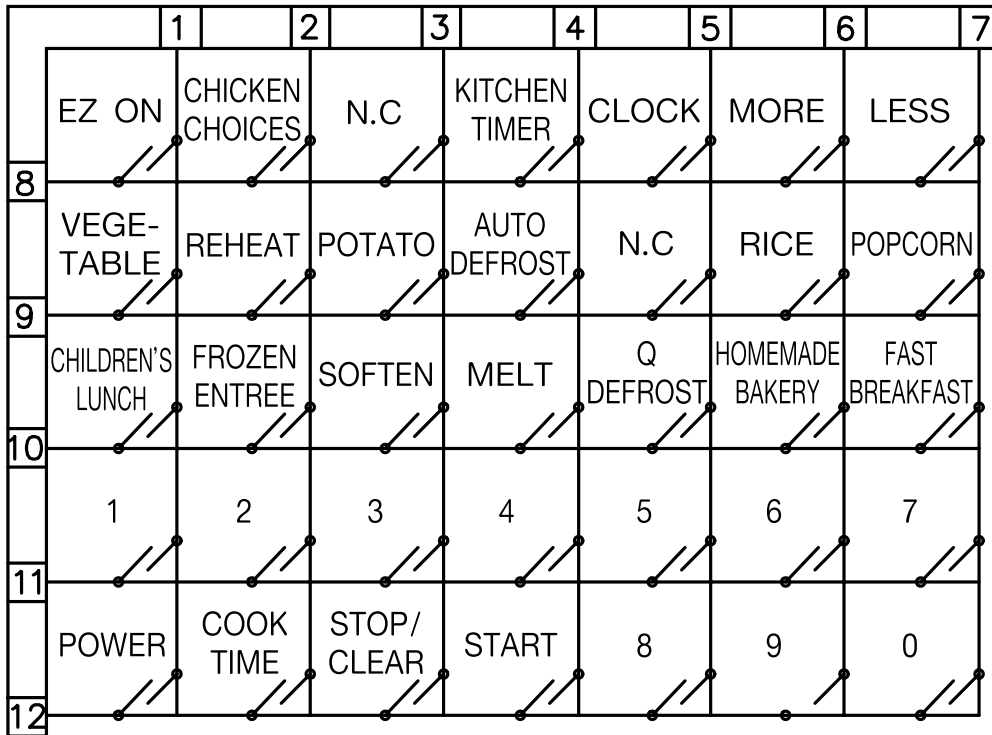 1 2 3 4 5 6 7
EZ ON
CHICKEN
CHOICES
N.C
KITCHEN
TIMER
CLOCK
MORE
LESS
8
VEGE-
TABLE
REHEAT
POTATO
AUTO
DEFROST
N.C
RICE
POPCORN
9
CHILDREN'S
LUNCH
FROZEN
ENTREE
SOFTEN
MELT
Q
DEFROST
HOMEMADE
BAKERY
FAST
BREAKFAST
10
1
2
3
4
5
6
7
11
POWER
COOK
TIME
STOP/
CLEAR
START
8
9
0
12